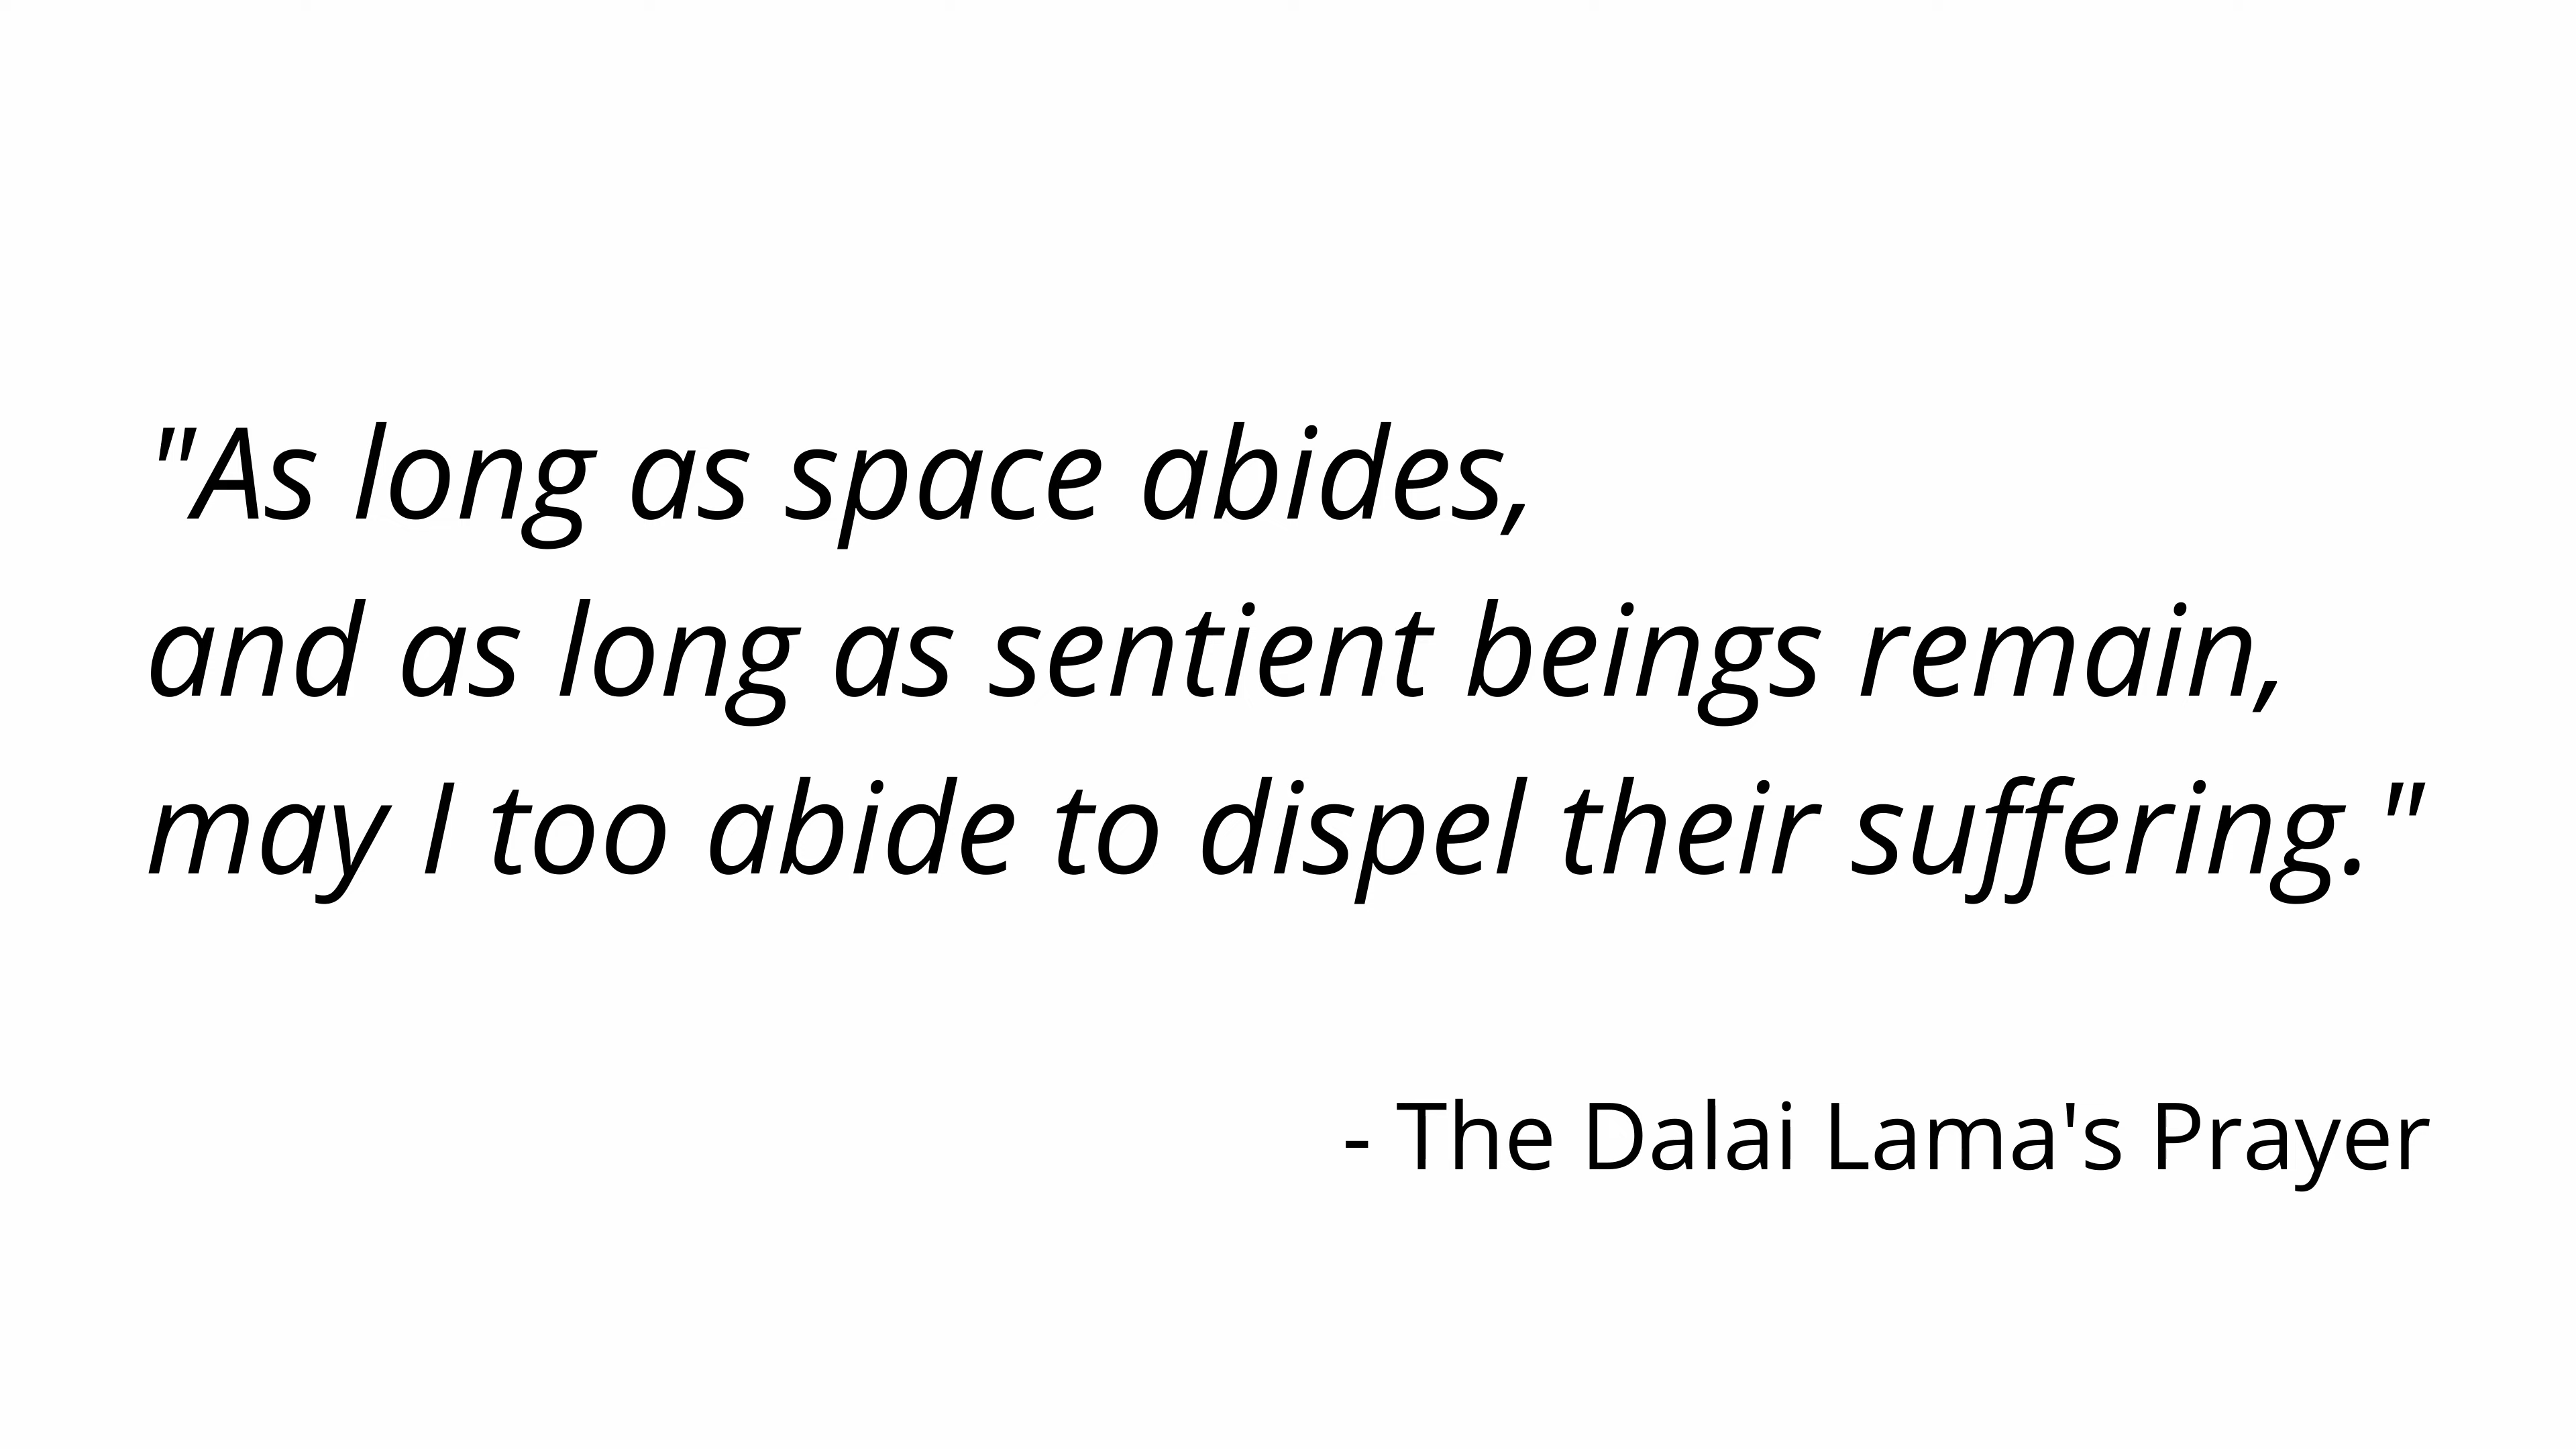 "As long as space abides,
and as long as sentient beings remain,
may I too abide to dispel their suffering."
- The Dalai Lama's Prayer